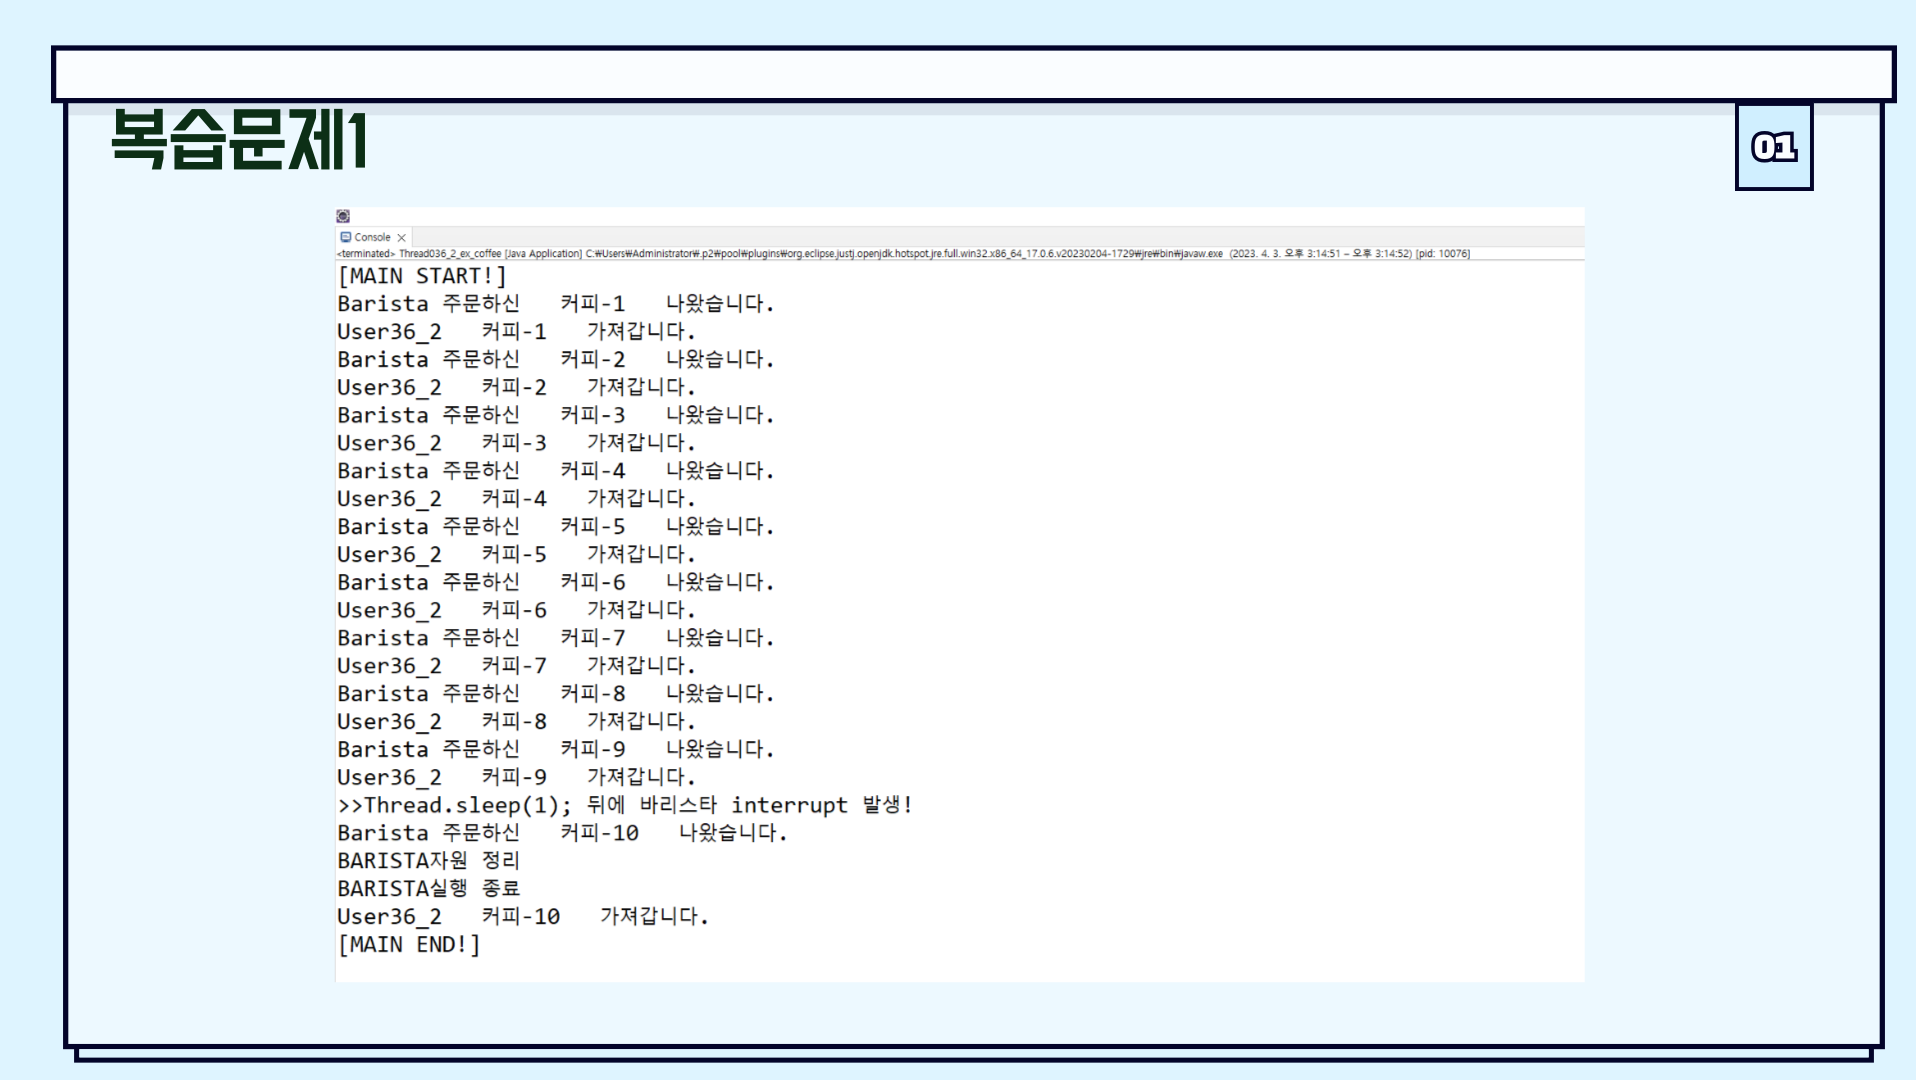 복습문제1
01
Console
<terminated> Thread036_2_ex_coffee [Java Application] C:₩Users₩Administrator₩.p2₩pool₩plugins₩org.eclipse.justj.openjdk.hotspot.jre.full.win32.x86_64_17.0.6.v20230204-1729₩jre₩bin₩javaw.exe (2023. 4. 3. 오후 3:14:51 – 오후 3:14:52) [pid: 10076]
[MAIN START!]
Barista 주문하신 커피-1 나왔습니다.
User36_2 커피-1 가져갑니다.
Barista 주문하신 커피-2 나왔습니다.
User36_2 커피-2 가져갑니다.
Barista 주문하신 커피-3 나왔습니다.
User36_2 커피-3 가져갑니다.
Barista 주문하신 커피-4 나왔습니다.
User36_2 커피-4 가져갑니다.
Barista 주문하신 커피-5 나왔습니다.
User36_2 커피-5 가져갑니다.
Barista 주문하신 커피-6 나왔습니다.
User36_2 커피-6 가져갑니다.
Barista 주문하신 커피-7 나왔습니다.
User36_2 커피-7 가져갑니다.
Barista 주문하신 커피-8 나왔습니다.
User36_2 커피-8 가져갑니다.
Barista 주문하신 커피-9 나왔습니다.
User36_2 커피-9 가져갑니다.
>>Thread.sleep(1); 뒤에 바리스타 interrupt 발생!
Barista 주문하신 커피-10 나왔습니다.
BARISTA자원 정리
BARISTA실행 종료
User36_2 커피-10 가져갑니다.
[MAIN END!]